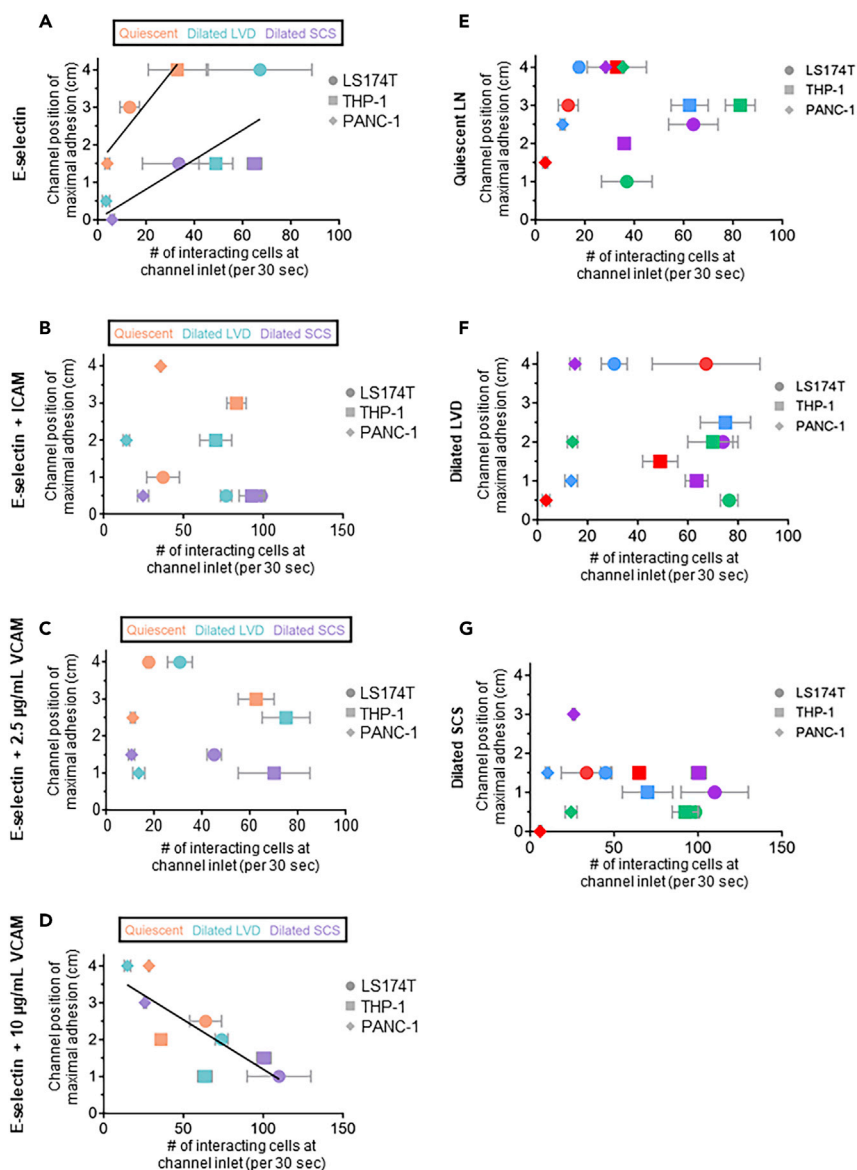 A
Quiescent Dilated LVD Dilated SCS
E-selectin
Channel position of
maximal adhesion (cm)
4
3
2
1
0
0 20 40 60 80 100
# of interacting cells at
channel inlet (per 30 sec)
LS174T
THP-1
PANC-1
B
Quiescent Dilated LVD Dilated SCS
E-selectin + ICAM
Channel position of
maximal adhesion (cm)
4
3
2
1
0
0 50 100 150
# of interacting cells at
channel inlet (per 30 sec)
LS174T
THP-1
PANC-1
C
Quiescent Dilated LVD Dilated SCS
E-selectin + 2.5 µg/mL VCAM
Channel position of
maximal adhesion (cm)
4
3
2
1
0
0 20 40 60 80 100
# of interacting cells at
channel inlet (per 30 sec)
LS174T
THP-1
PANC-1
D
Quiescent Dilated LVD Dilated SCS
E-selectin + 10 µg/mL VCAM
Channel position of
maximal adhesion (cm)
4
3
2
1
0
0 50 100 150
# of interacting cells at
channel inlet (per 30 sec)
LS174T
THP-1
PANC-1
E
Quiescent LN
Channel position of
maximal adhesion (cm)
4
3
2
1
0
0 20 40 60 80 100
# of interacting cells at
channel inlet (per 30 sec)
LS174T
THP-1
PANC-1
F
Dilated LVD
Channel position of
maximal adhesion (cm)
4
3
2
1
0
0 20 40 60 80 100
# of interacting cells at
channel inlet (per 30 sec)
LS174T
THP-1
PANC-1
G
Dilated SCS
Channel position of
maximal adhesion (cm)
4
3
2
1
0
50 100 150
# of interacting cells at
channel inlet (per 30 sec)
LS174T
THP-1
PANC-1